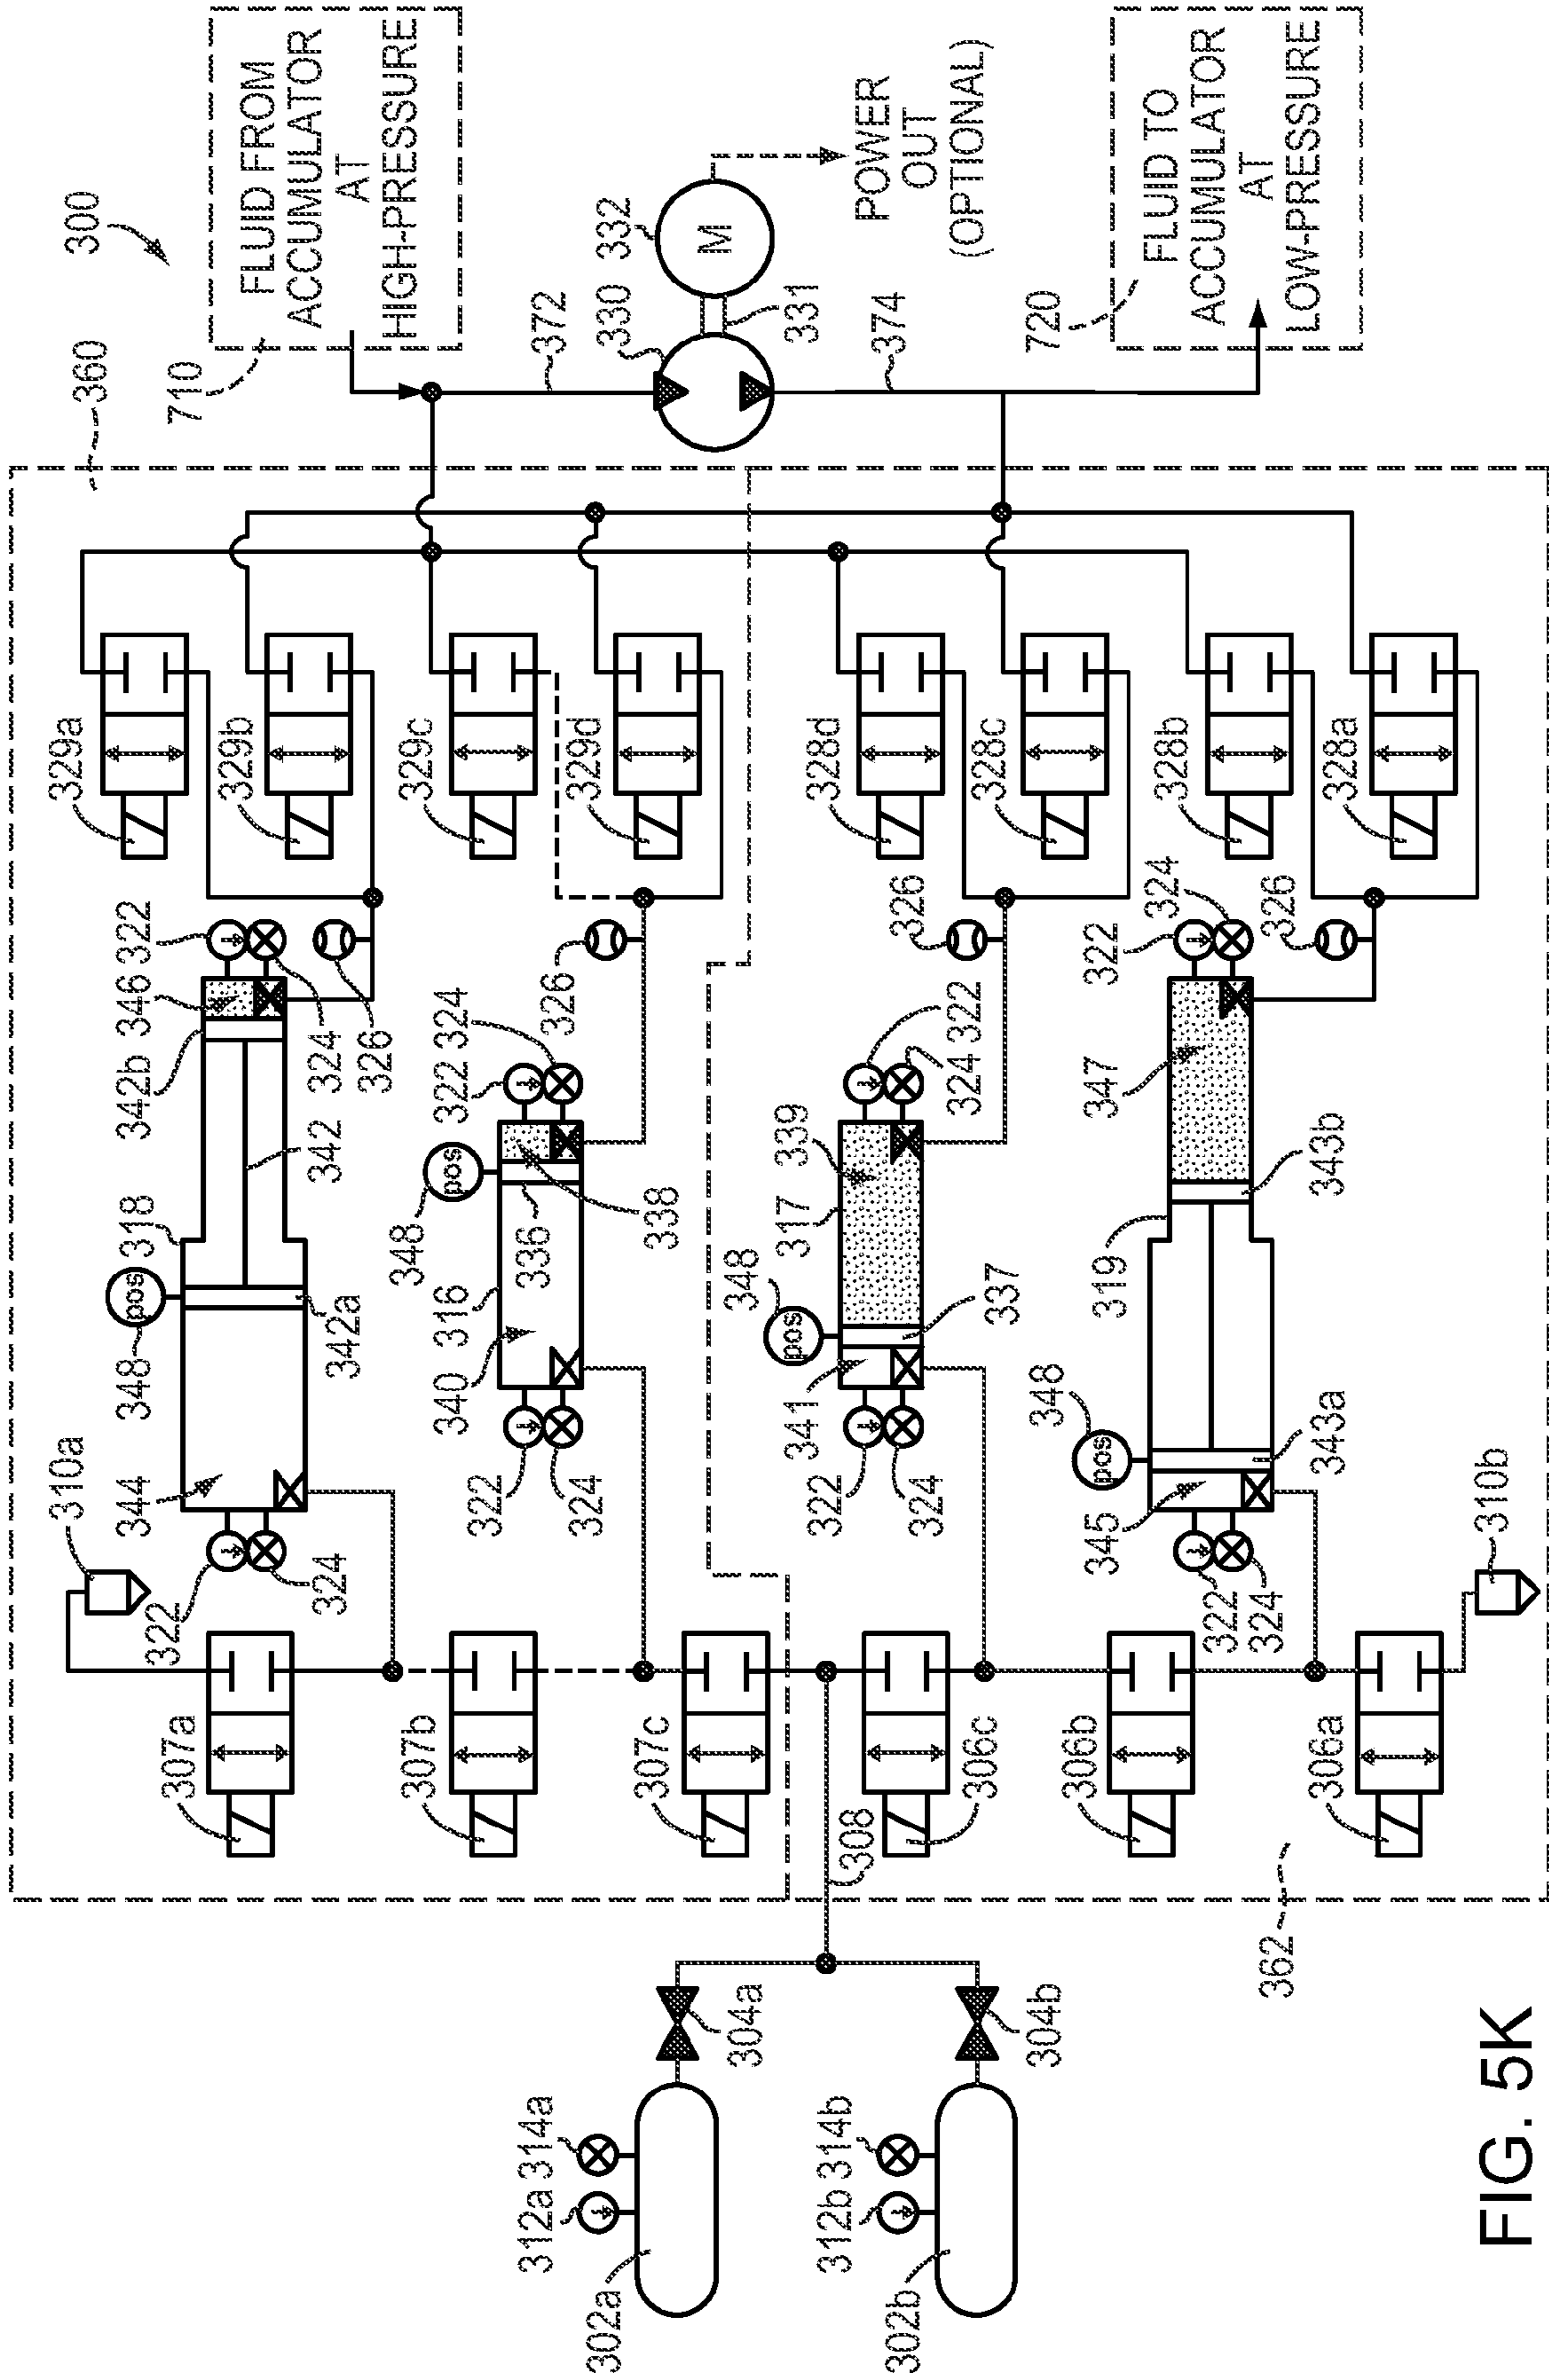 300
360
710
FLUID FROM
ACCUMULATOR
AT
HIGH-PRESSURE
372
330
332
M
331
POWER
OUT
(OPTIONAL)
374
720
FLUID TO
ACCUMULATOR
AT
LOW-PRESSURE
329a
329b
329c
329d
328d
328c
328b
328a
322
346
342b
324
326
342
318
pos
348
342a
344
322
324
310a
326
324
322
pos
348
338
336
316
340
322
324
326
322
324
339
317
348
pos
337
341
322
324
324
322
326
347
343b
319
348
pos
343a
345
322
324
310b
307a
307b
307c
308
306c
306b
306a
362
304a
304b
314a
312a
302a
314b
312b
302b
FIG. 5K